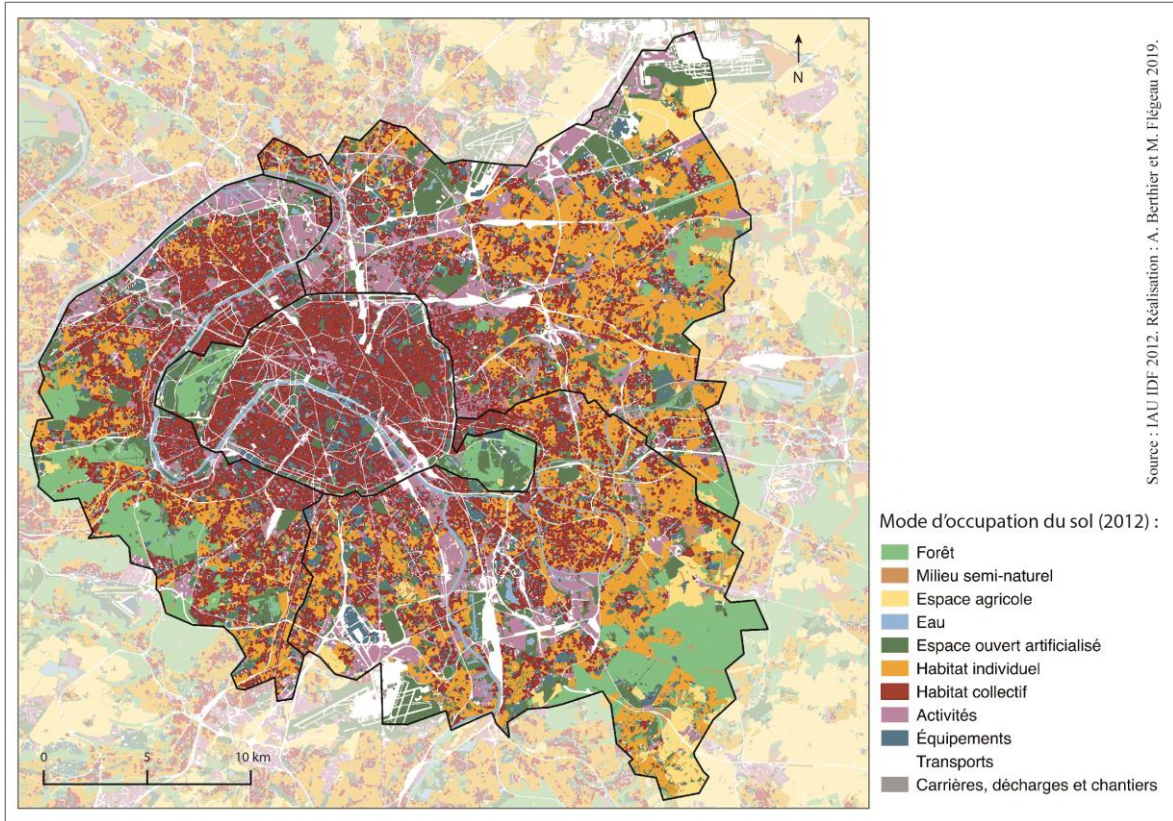 N
0 5 10 km
Source : IAU IDF 2012. Réalisation : A. Berthier et M. Flégeau 2019.
Mode d'occupation du sol (2012) :
Forêt
Milieu semi-naturel
Espace agricole
Eau
Espace ouvert artificialisé
Habitat individuel
Habitat collectif
Activités
Équipements
Transports
Carrières, décharges et chantiers